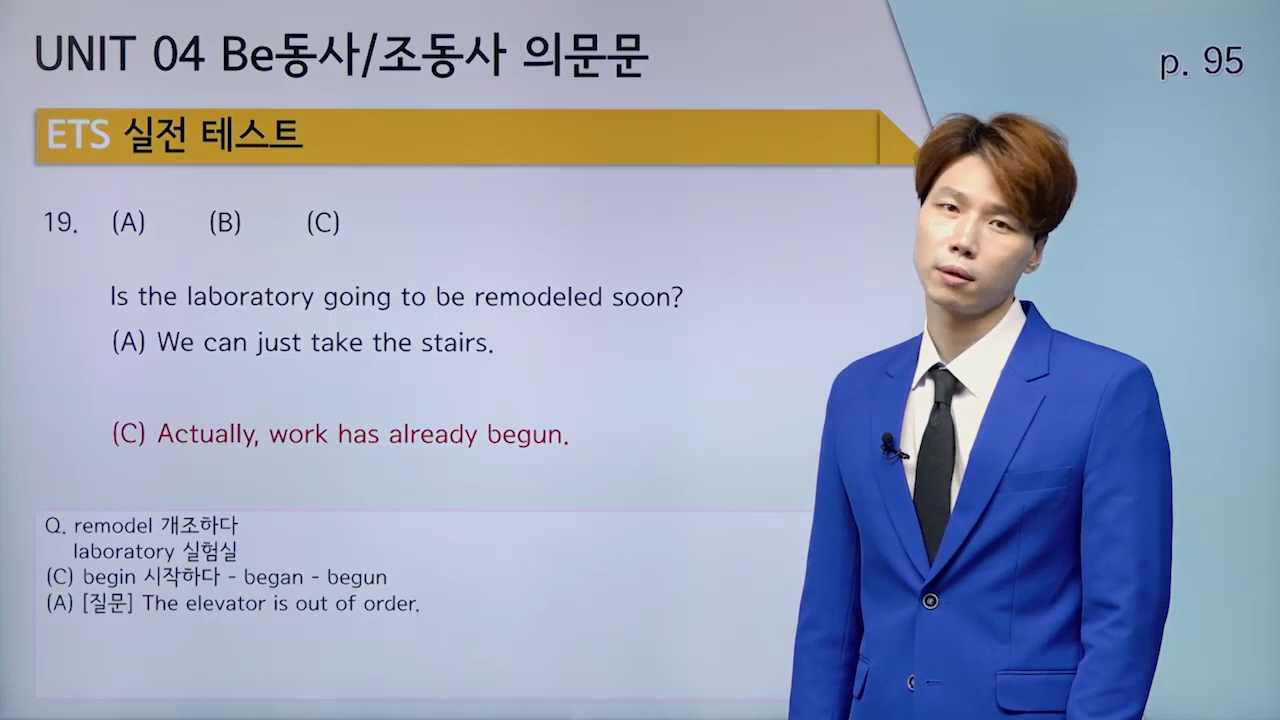 UNIT 04 Be동사/조동사 의문문
p. 95
ETS 실전 테스트
19. (A) (B) (C)
Is the laboratory going to be remodeled soon?
(A) We can just take the stairs.
(C) Actually, work has already begun.
Q. remodel 개조하다
laboratory 실험실
(C) begin 시작하다 - began - begun
(A) [질문] The elevator is out of order.